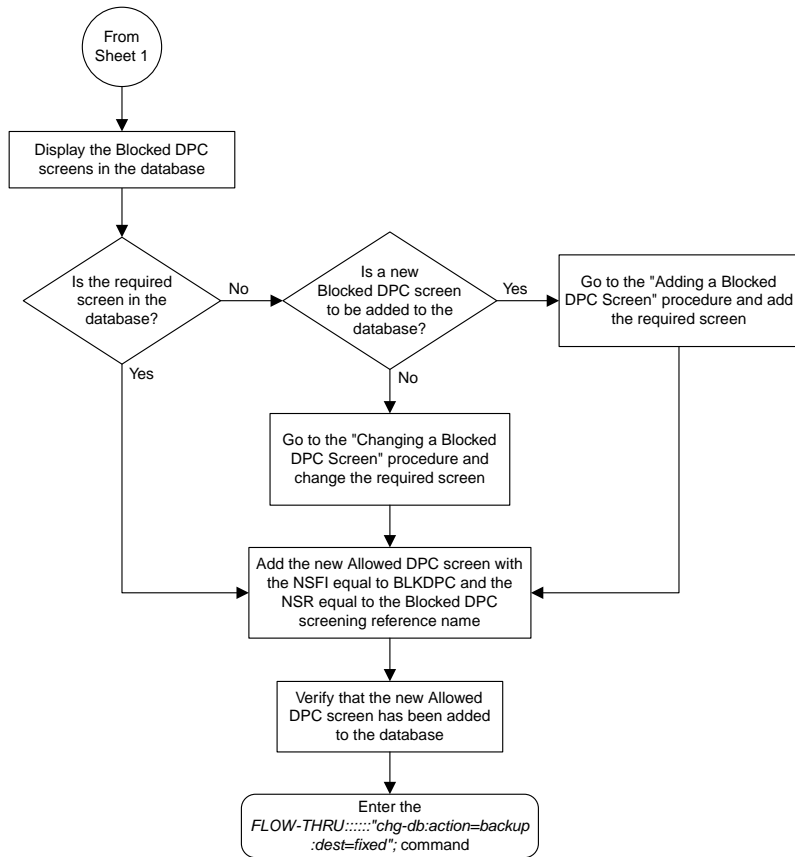 From
Sheet 1
Display the Blocked DPC
screens in the database
Is the required
screen in the
database?
No
Yes
Is a new
Blocked DPC screen
to be added to the
database?
Yes
No
Go to the "Adding a Blocked
DPC Screen" procedure and add
the required screen
Go to the "Changing a Blocked
DPC Screen" procedure and
change the required screen
Add the new Allowed DPC screen with
the NSFI equal to BLKDPC and the
NSR equal to the Blocked DPC
screening reference name
Verify that the new Allowed
DPC screen has been added
to the database
Enter the
FLOW-THRU::::::"chg-db:action=backup
:dest=fixed"; command